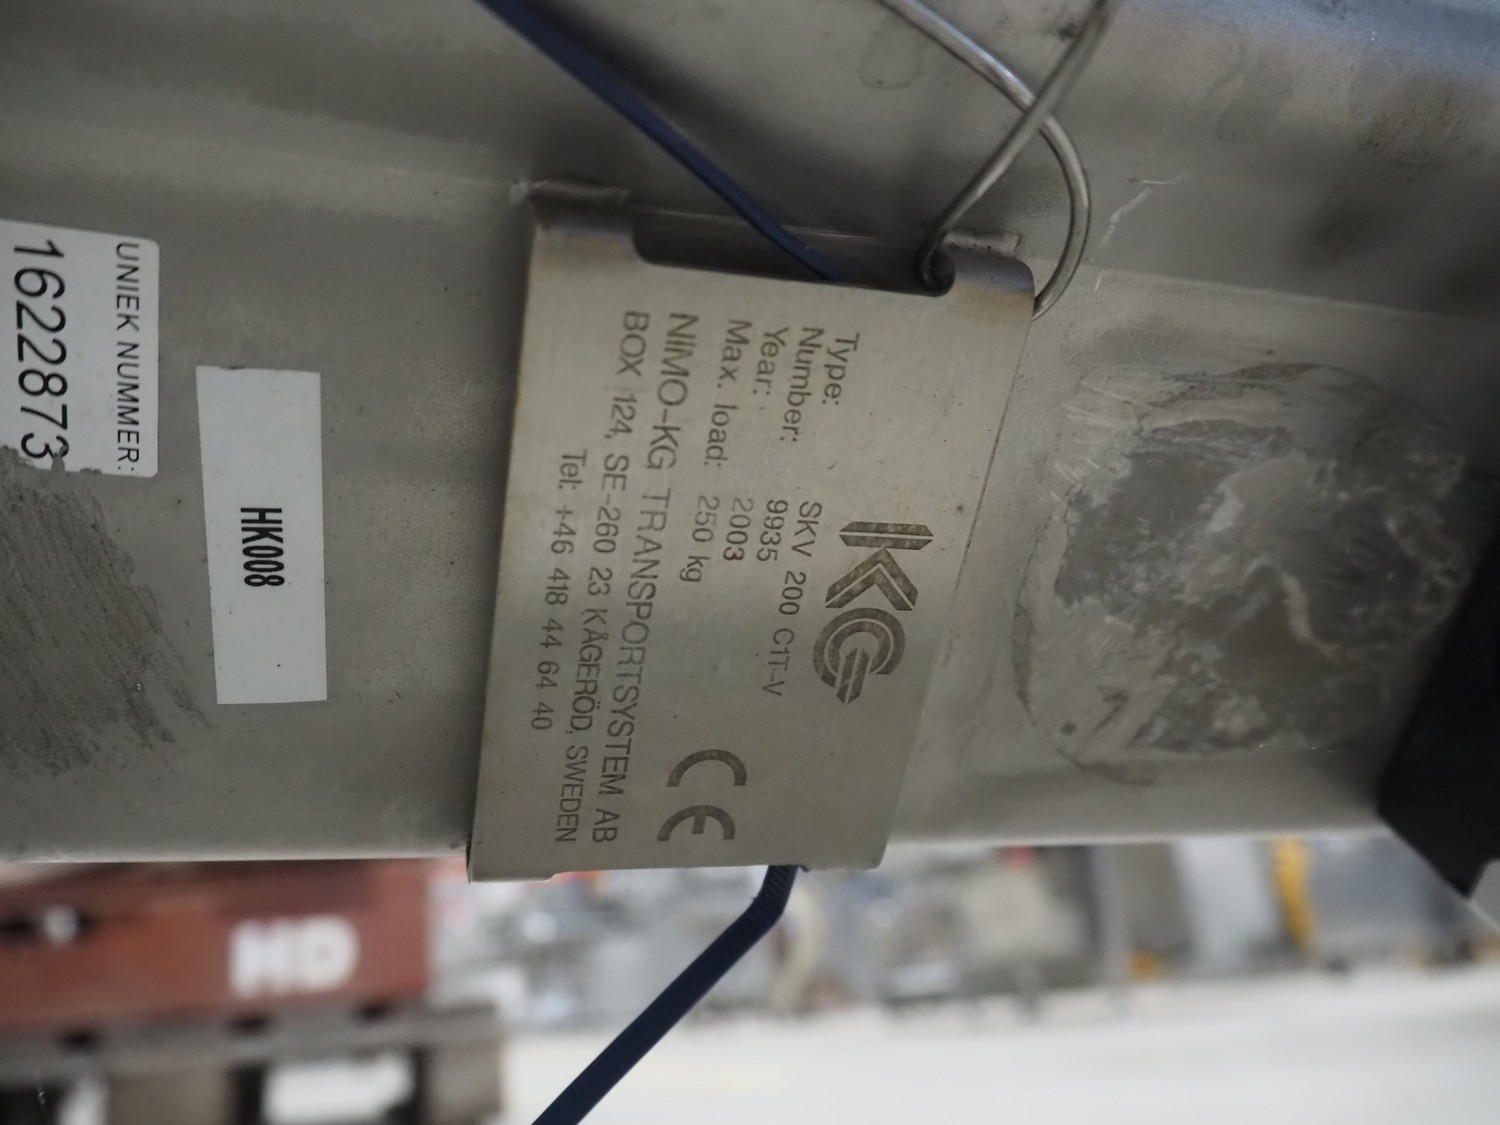 KG
Type: SKV 200 C1T-V
Number: 9935
Year: 2003
Max. load: 250 kg
CE
NIMO-KG TRANSPORTSYSTEM AB
BOX 124, SE-260 23 KÅGERÖD, SWEDEN
Tel: +46 418 44 64 40
HK008
UNIEK NUMMER:
1622873
HD